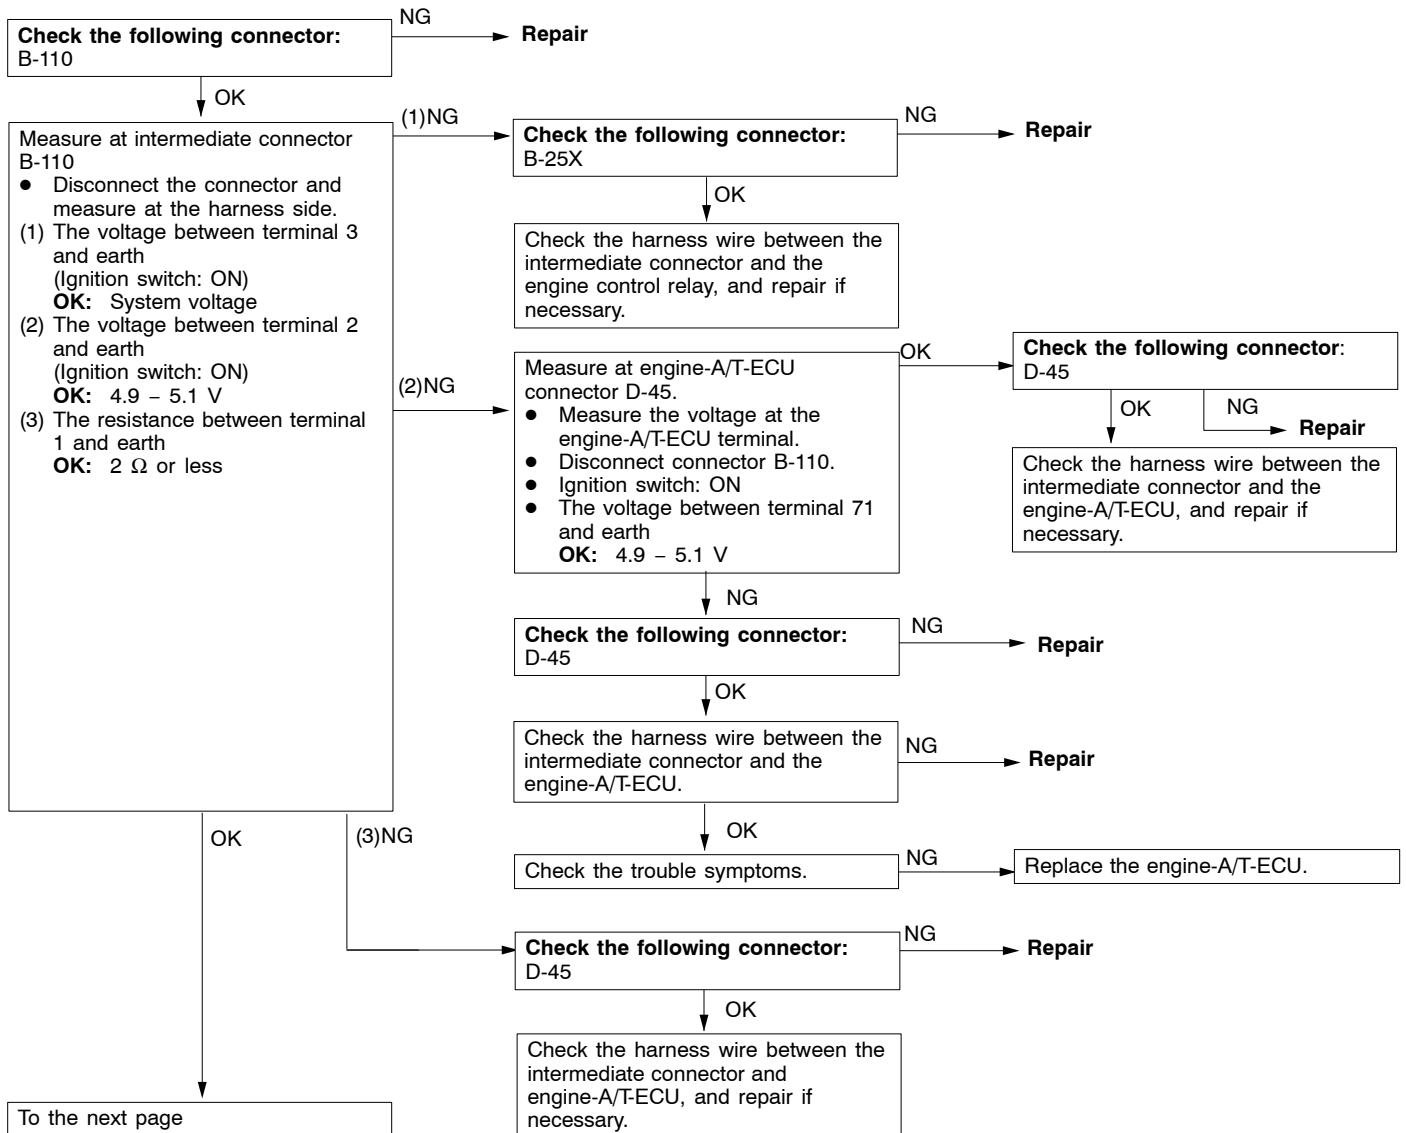 Check the following connector:
B-110
NG
Repair
OK
Measure at intermediate connector
B-110
● Disconnect the connector and
measure at the harness side.
(1) The voltage between terminal 3
and earth
(Ignition switch: ON)
OK: System voltage
(2) The voltage between terminal 2
and earth
(Ignition switch: ON)
OK: 4.9 – 5.1 V
(3) The resistance between terminal
1 and earth
OK: 2 Ω or less
(1)NG
Check the following connector:
B-25X
NG
Repair
OK
Check the harness wire between the
intermediate connector and the
engine control relay, and repair if
necessary.
(2)NG
Measure at engine-A/T-ECU
connector D-45.
● Measure the voltage at the
engine-A/T-ECU terminal.
● Disconnect connector B-110.
● Ignition switch: ON
● The voltage between terminal 71
and earth
OK: 4.9 – 5.1 V
OK
Check the following connector:
D-45
OK
NG
Repair
Check the harness wire between the
intermediate connector and the
engine-A/T-ECU, and repair if
necessary.
NG
Check the following connector:
D-45
NG
Repair
OK
Check the harness wire between the
intermediate connector and the
engine-A/T-ECU.
NG
Repair
OK
Check the trouble symptoms.
NG
Replace the engine-A/T-ECU.
OK
(3)NG
Check the following connector:
D-45
NG
Repair
OK
Check the harness wire between the
intermediate connector and
engine-A/T-ECU, and repair if
necessary.
To the next page